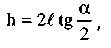 h = 2ℓ tg α/2 ,